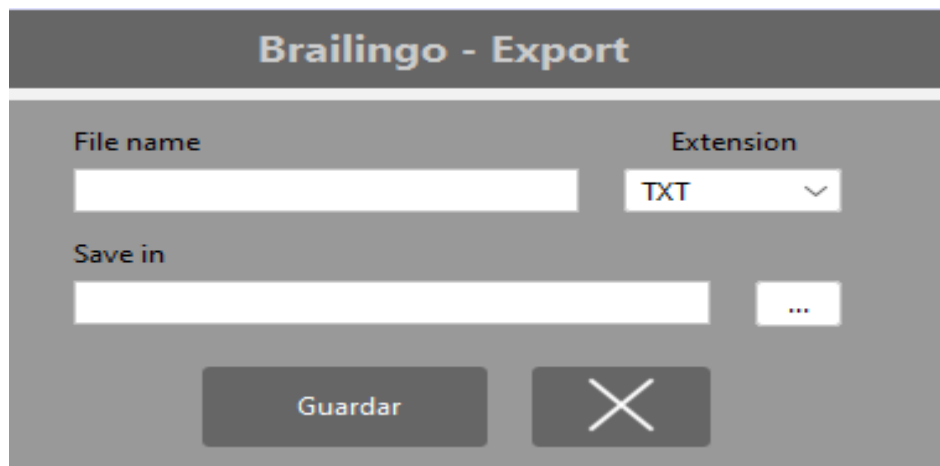 Brailingo - Export
File name Extension
TXT
Save in
...
Guardar